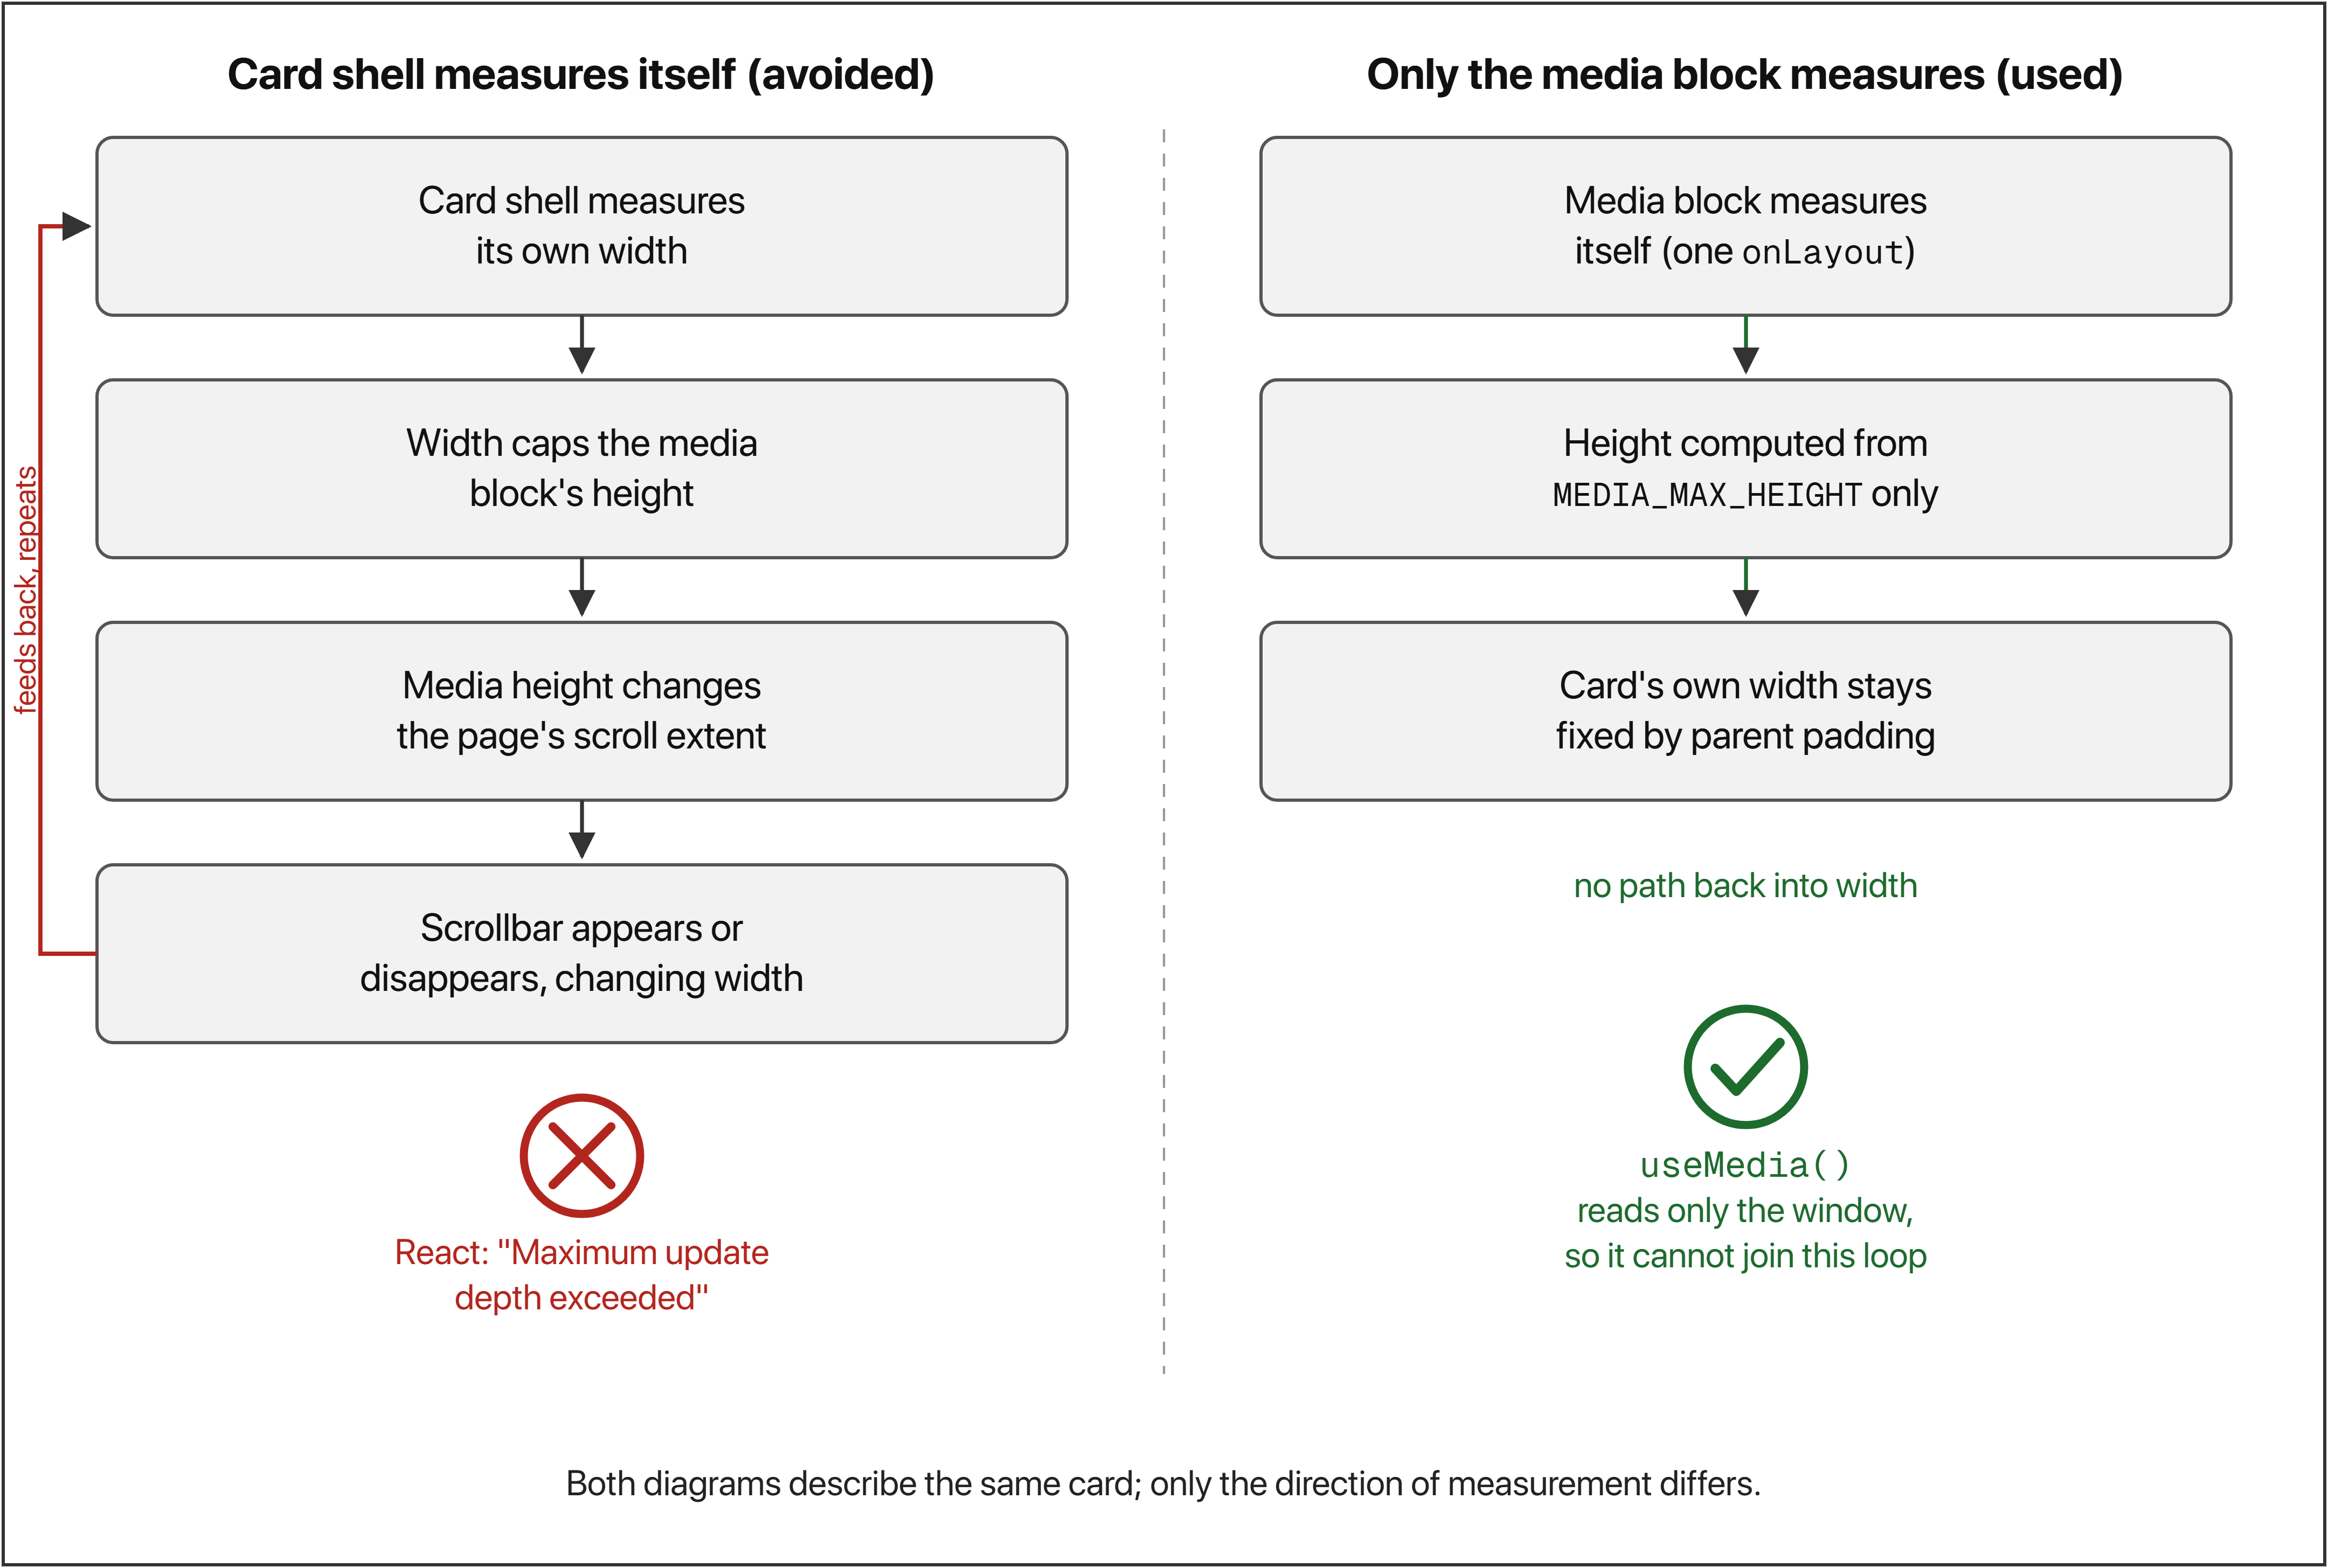 Card shell measures itself (avoided)
Card shell measures
its own width
Width caps the media
block's height
Media height changes
the page's scroll extent
Scrollbar appears or
disappears, changing width
feeds back, repeats
React: "Maximum update
depth exceeded"
Only the media block measures (used)
Media block measures
itself (one onLayout)
Height computed from
MEDIA_MAX_HEIGHT only
Card's own width stays
fixed by parent padding
no path back into width
useMedia()
reads only the window,
so it cannot join this loop
Both diagrams describe the same card; only the direction of measurement differs.